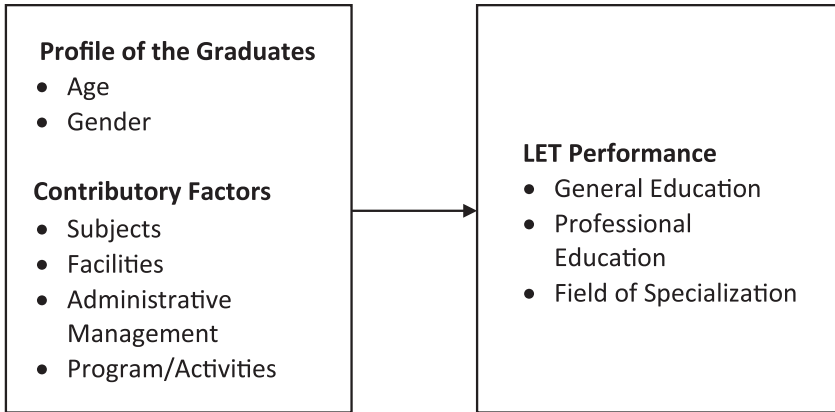 Profile of the Graduates
• Age
• Gender
Contributory Factors
• Subjects
• Facilities
• Administrative
Management
• Program/Activities
LET Performance
• General Education
• Professional
Education
• Field of Specialization